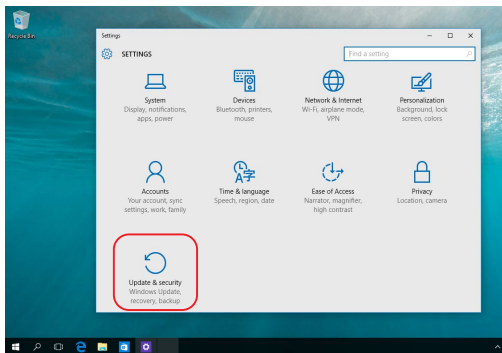 Recycle Bin
Settings
SETTINGS
Find a setting
System
Display, notifications,
apps, power
Devices
Bluetooth, printers,
mouse
Network & Internet
Wi-Fi, airplane mode,
VPN
Personalization
Background, lock
screen, colors
Accounts
Your account, sync
settings, work, family
Time & language
Speech, region, date
Ease of Access
Narrator, magnifier,
high contrast
Privacy
Location, camera
Update & security
Windows Update,
recovery, backup